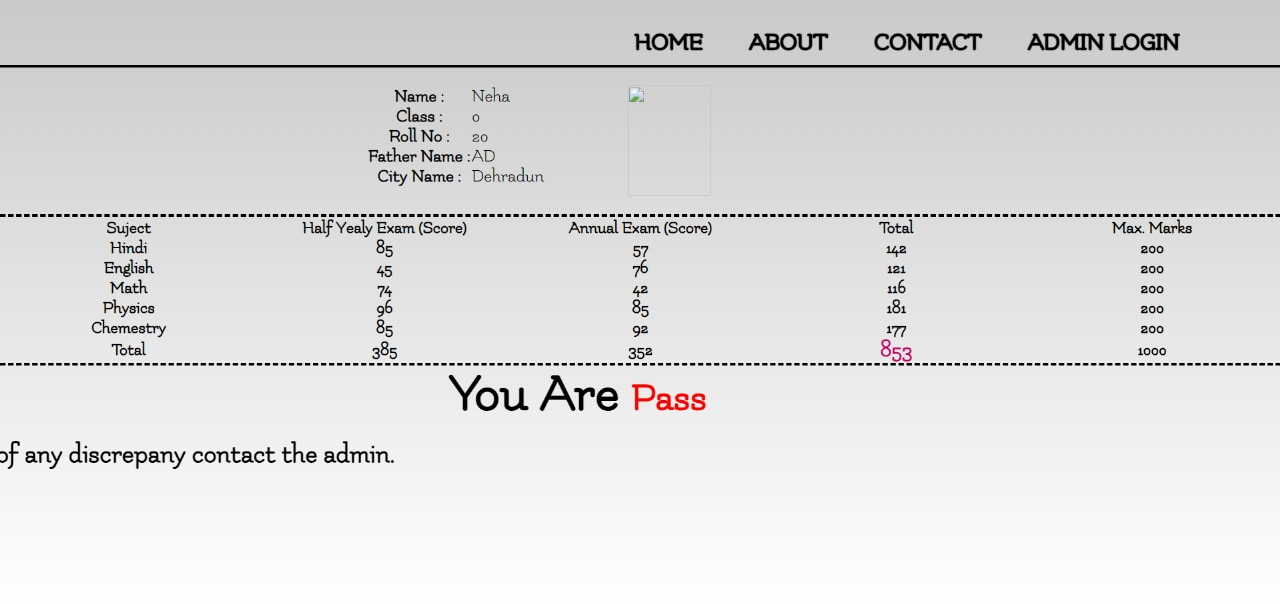 HOME ABOUT CONTACT ADMIN LOGIN
Name : Neha
Class : 0
Roll No : 20
Father Name : AD
City Name : Dehradun
Suject Half Yealy Exam (Score) Annual Exam (Score) Total Max. Marks
Hindi 85 57 142 200
English 45 76 121 200
Math 74 42 116 200
Physics 96 85 181 200
Chemestry 85 92 177 200
Total 385 352 853 1000
You Are Pass
of any discrepany contact the admin.